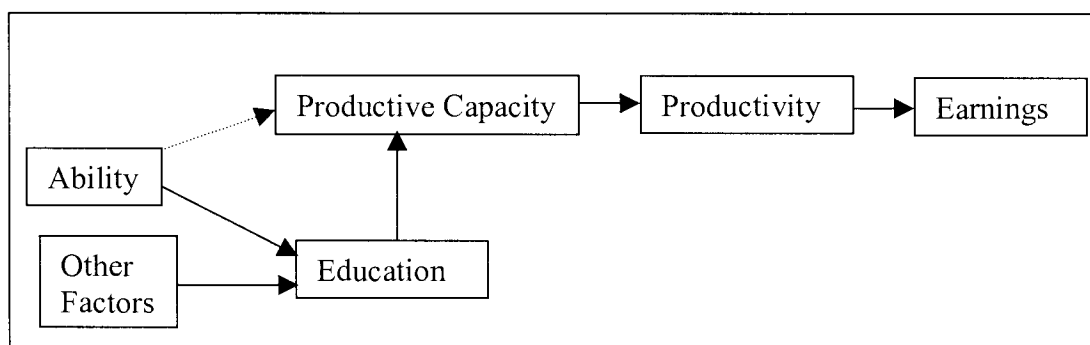 Productive Capacity
Productivity
Earnings
Ability
Other
Factors
Education